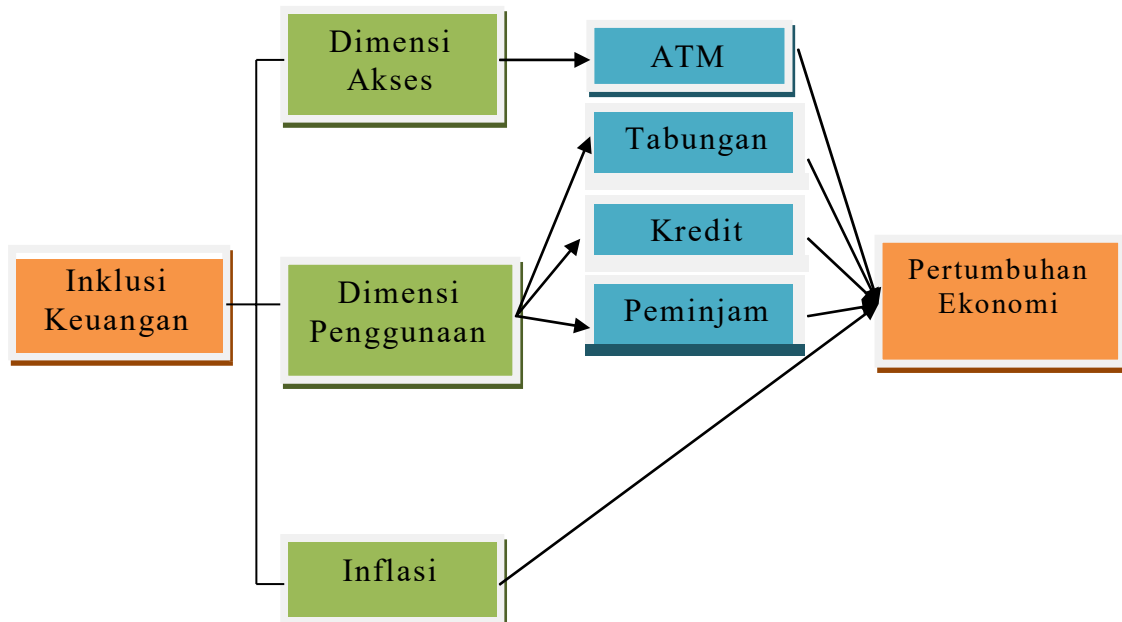 Inklusi
Keuangan
Dimensi
Akses
Dimensi
Penggunaan
Inflasi
ATM
Tabungan
Kredit
Peminjam
Pertumbuhan
Ekonomi